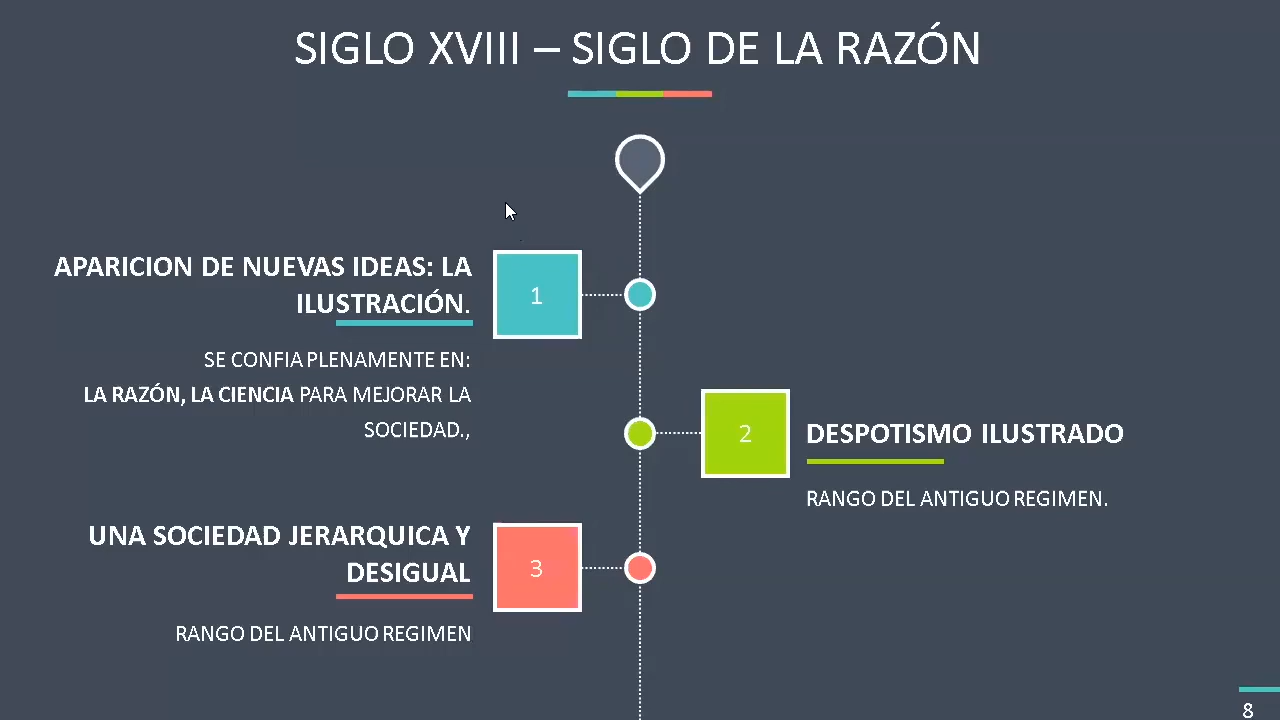 SIGLO XVIII – SIGLO DE LA RAZÓN
APARICION DE NUEVAS IDEAS: LA
ILUSTRACIÓN.
1
SE CONFIA PLENAMENTE EN:
LA RAZÓN, LA CIENCIA PARA MEJORAR LA
SOCIEDAD.,
2
DESPOTISMO ILUSTRADO
RANGO DEL ANTIGUO REGIMEN.
UNA SOCIEDAD JERARQUICA Y
DESIGUAL
3
RANGO DEL ANTIGUO REGIMEN
8